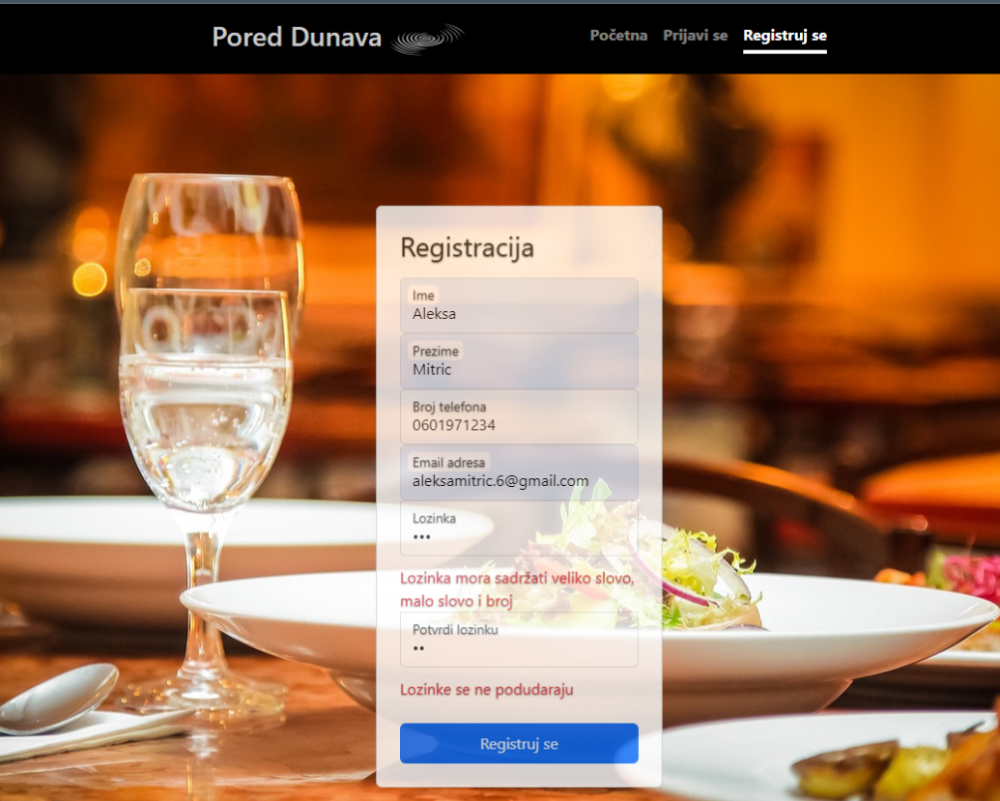 Pored Dunava
Početna Prijavi se Registruj se
Registracija
Ime
Aleksa
Prezime
Mitric
Broj telefona
0601971234
Email adresa
aleksamitric.6@gmail.com
Lozinka
•••
Lozinka mora sadržati veliko slovo,
malo slovo i broj
Potvrdi lozinku
••
Lozinke se ne podudaraju
Registruj se